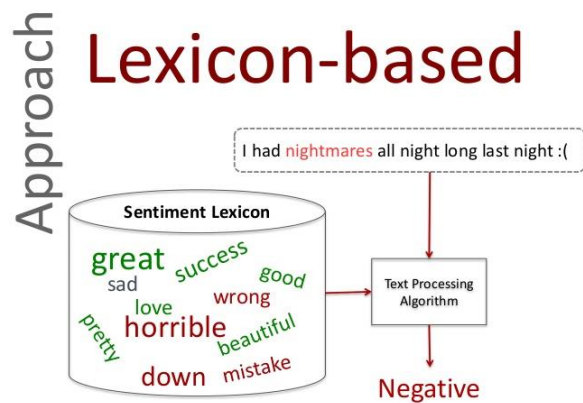 Approach
Lexicon-based
I had nightmares all night long last night :(
Sentiment Lexicon
great
success
good
sad
love
wrong
pretty
horrible
beautiful
down
mistake
Text Processing
Algorithm
Negative